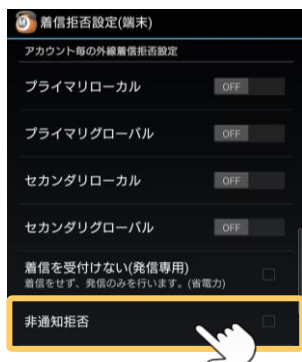 着信拒否設定(端末)
アカウント毎の外線着信拒否設定
プライマリローカル OFF
プライマリグローバル OFF
セカンダリローカル OFF
セカンダリグローバル OFF
着信を受付けない(発信専用)
着信をせず、発信のみを行います。(省電力)
非通知拒否